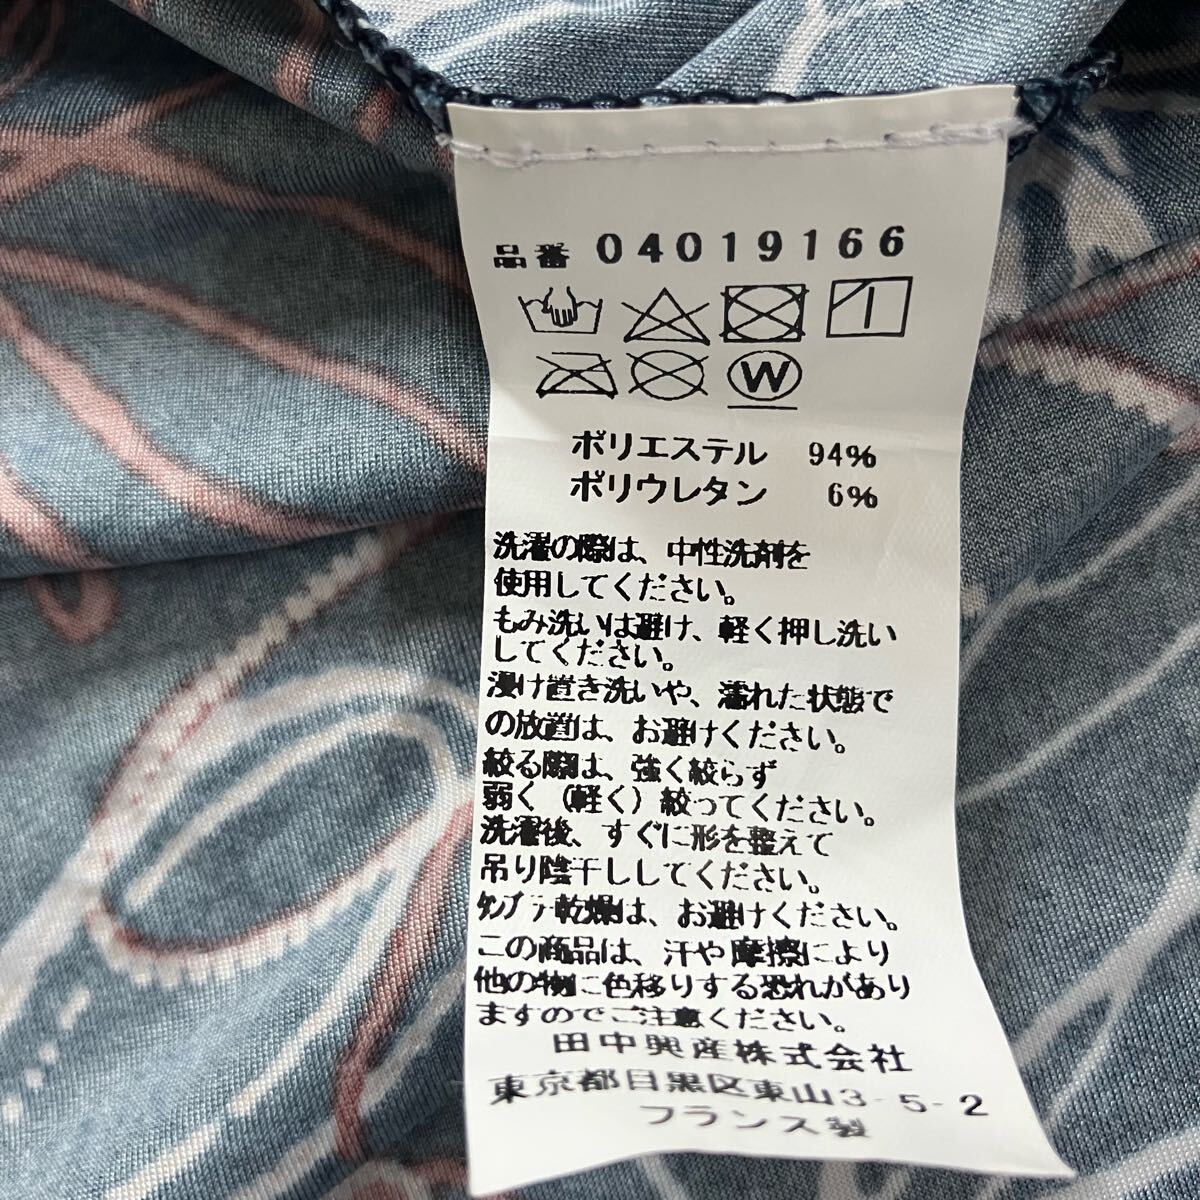 品番 04019166
W
ポリエステル 94%
ポリウレタン 6%
洗濯の際は、中性洗剤を
使用してください。
もみ洗いは避け、軽く押し洗い
してください。
浸け置き洗いや、濡れた状態で
の放置は、お避けください。
絞る際は、強く絞らず
弱く(軽く)絞ってください。
洗濯後、すぐに形を整えて
吊り陰干ししてください。
ﾀﾝブラ乾燥は、お避けください。
この商品は、汗や摩擦により
他の物に色移りする恐れがあり
ますのでご注意ください。
田中興産株式会社
東京都目黒区東山3-5-2
フランス製